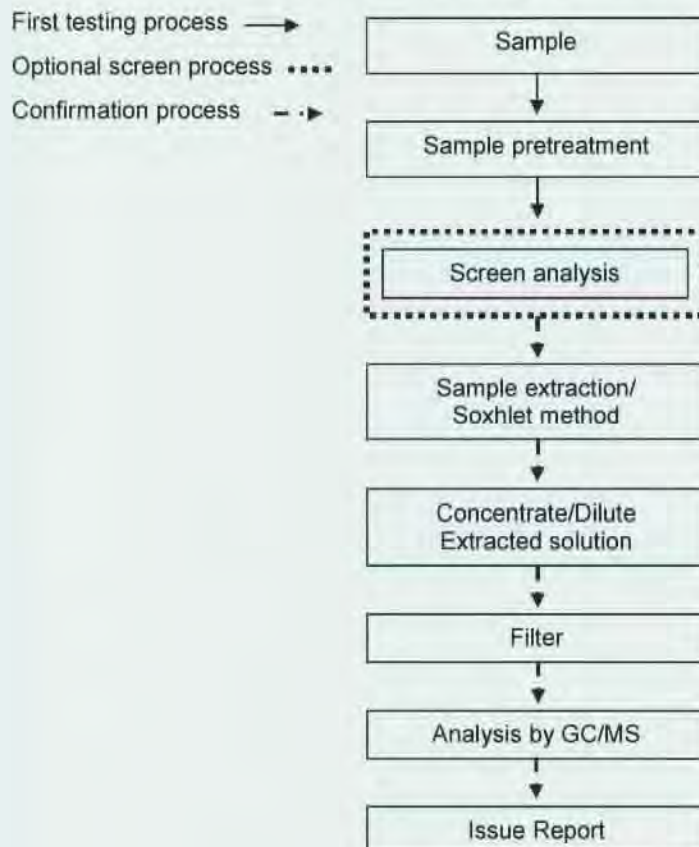 First testing process
Optional screen process
Confirmation process
Sample
Sample pretreatment
Screen analysis
Sample extraction/
Soxhlet method
Concentrate/Dilute
Extracted solution
Filter
Analysis by GC/MS
Issue Report